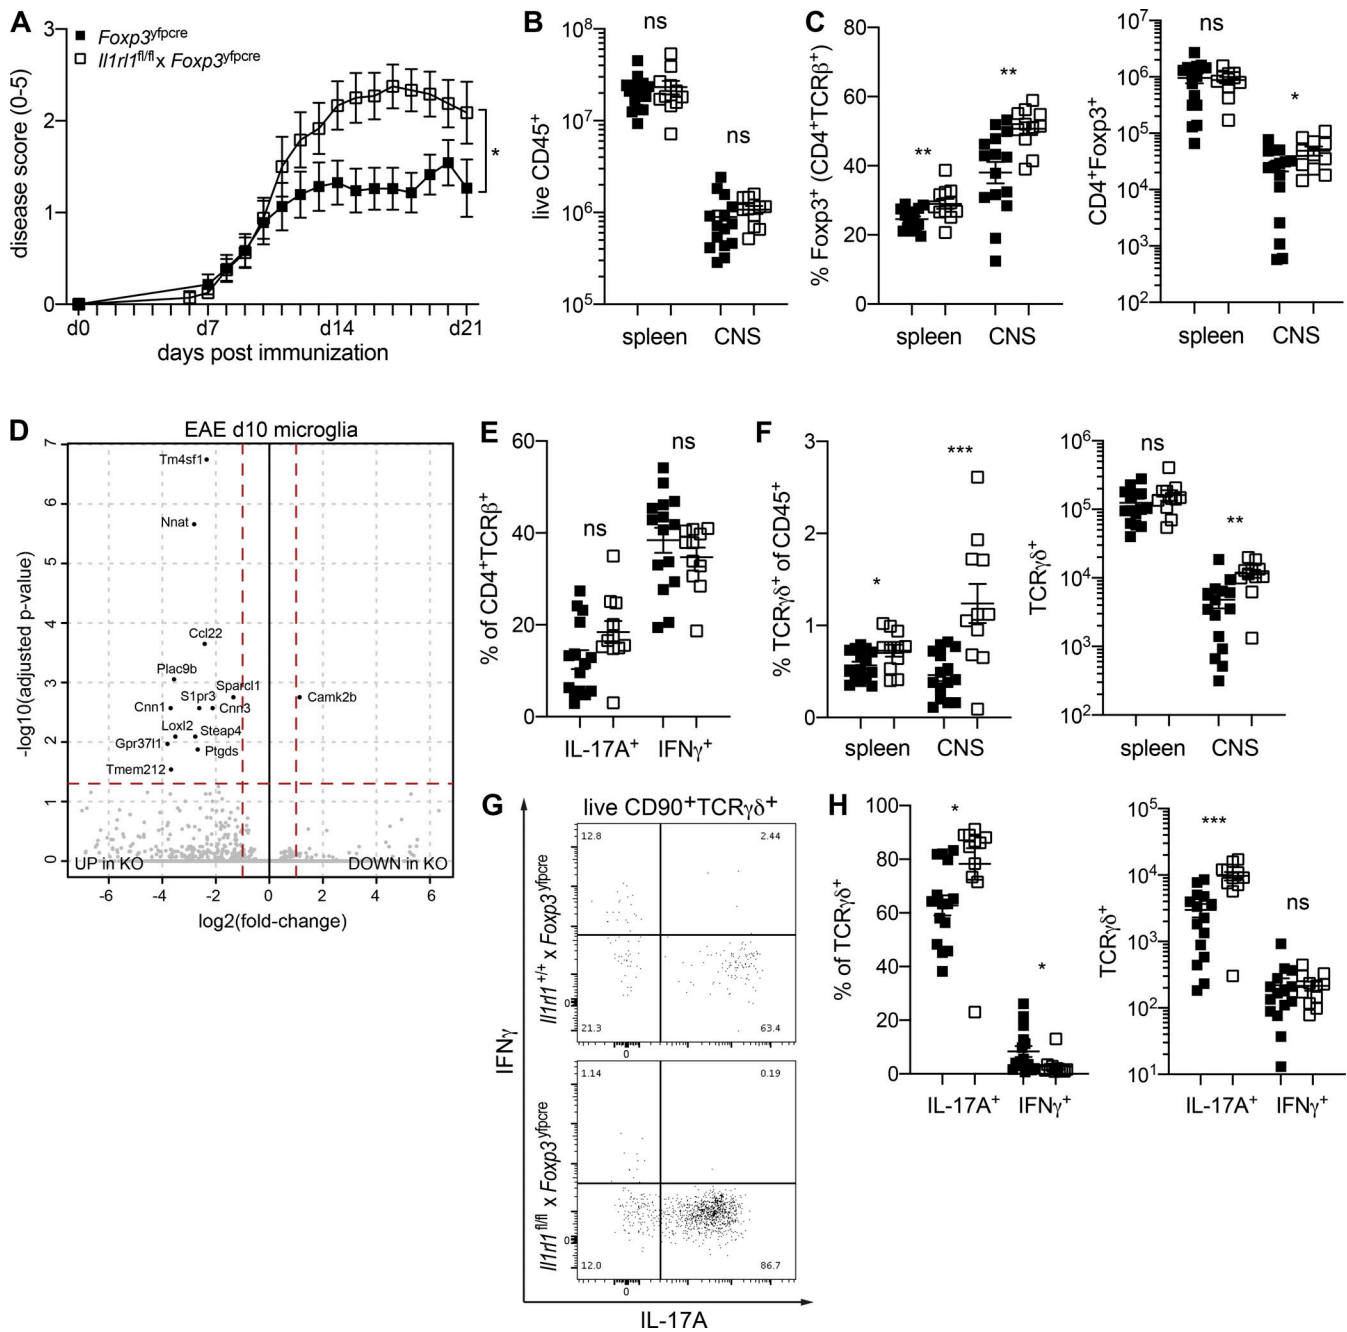 A
Foxp3yfpcre
Il1rl1fl/fl x Foxp3yfpcre
disease score (0-5)
3
2
1
0
d0 d7 d14 d21
days post immunization
*
B
ns
ns
live CD45+
10^8
10^7
10^6
10^5
spleen CNS
C
% Foxp3+ (CD4+TCRβ+)
80
60
40
20
0
**
**
spleen CNS
CD4+Foxp3+
10^7
10^6
10^5
10^4
10^3
10^2
ns
*
spleen CNS
D
EAE d10 microglia
-log10(adjusted p-value)
7
6
5
4
3
2
1
0
Tm4sf1
Nnat
Ccl22
Plac9b
Sparcl1
S1pr3
Cnn1
Cnn3
Camk2b
Loxl2
Steap4
Gpr37l1
Ptgds
Tmem212
UP in KO
DOWN in KO
-6 -4 -2 0 2 4 6
log2(fold-change)
E
% of CD4+TCRβ+
60
40
20
0
ns
ns
IL-17A+ IFNγ+
F
% TCRγδ+ of CD45+
3
2
1
0
*
***
spleen CNS
TCRγδ+
10^6
10^5
10^4
10^3
10^2
ns
**
spleen CNS
G
live CD90+TCRγδ+
Il1rl1+/+ x Foxp3yfpcre
12.8 2.44
21.3 63.4
0
0
Il1rl1fl/fl x Foxp3yfpcre
1.14 0.19
12.0 86.7
0
0
IFNγ
IL-17A
H
% of TCRγδ+
100
80
60
40
20
0
*
*
IL-17A+ IFNγ+
TCRγδ+
10^5
10^4
10^3
10^2
10^1
***
ns
IL-17A+ IFNγ+